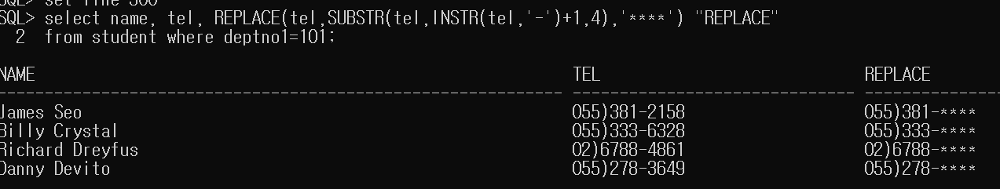 SQL> set line 300
SQL> select name, tel, REPLACE(tel,SUBSTR(tel,INSTR(tel,'-')+1,4),'****') "REPLACE"
2 from student where deptno1=101;
NAME TEL REPLACE
---------------------------------------------------------- ------------------------------ ---------------
James Seo 055)381-2158 055)381-****
Billy Crystal 055)333-6328 055)333-****
Richard Dreyfus 02)6788-4861 02)6788-****
Danny Devito 055)278-3649 055)278-****